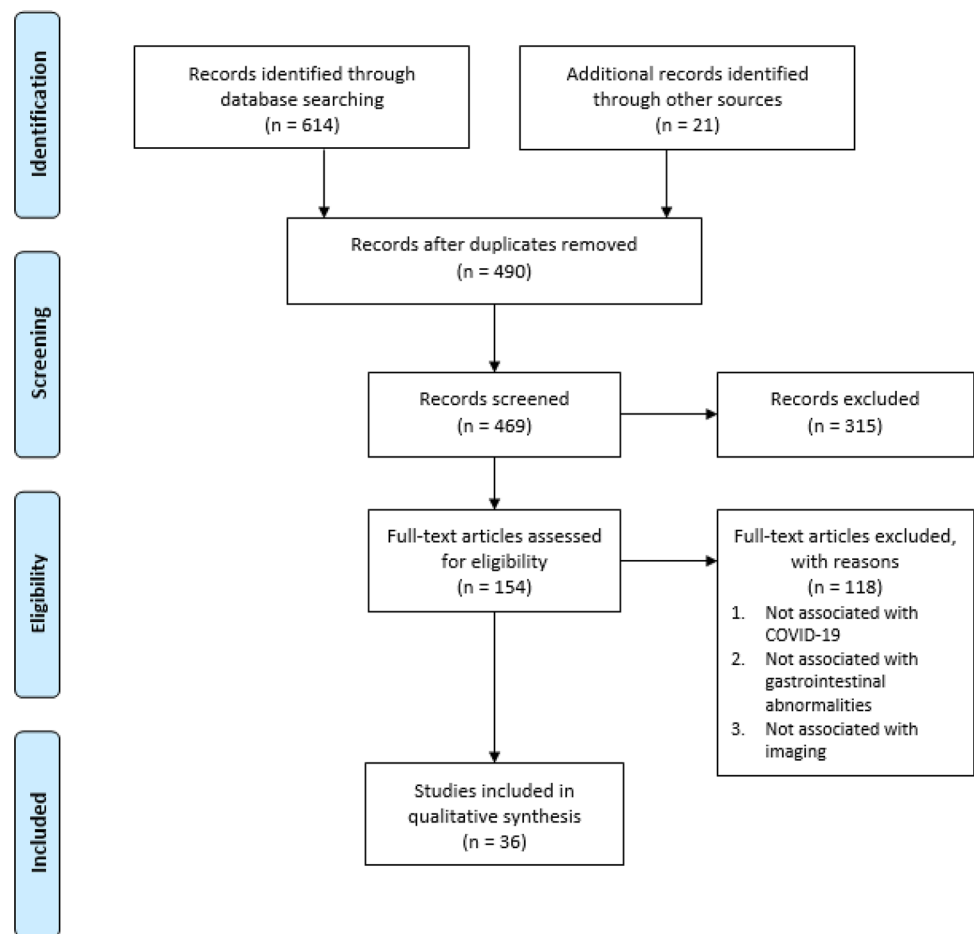 Identification
Records identified through
database searching
(n = 614)
Additional records identified
through other sources
(n = 21)
Records after duplicates removed
(n = 490)
Screening
Records screened
(n = 469)
Records excluded
(n = 315)
Eligibility
Full-text articles assessed
for eligibility
(n = 154)
Full-text articles excluded,
with reasons
(n = 118)
1. Not associated with
COVID-19
2. Not associated with
gastrointestinal
abnormalities
3. Not associated with
imaging
Included
Studies included in
qualitative synthesis
(n = 36)